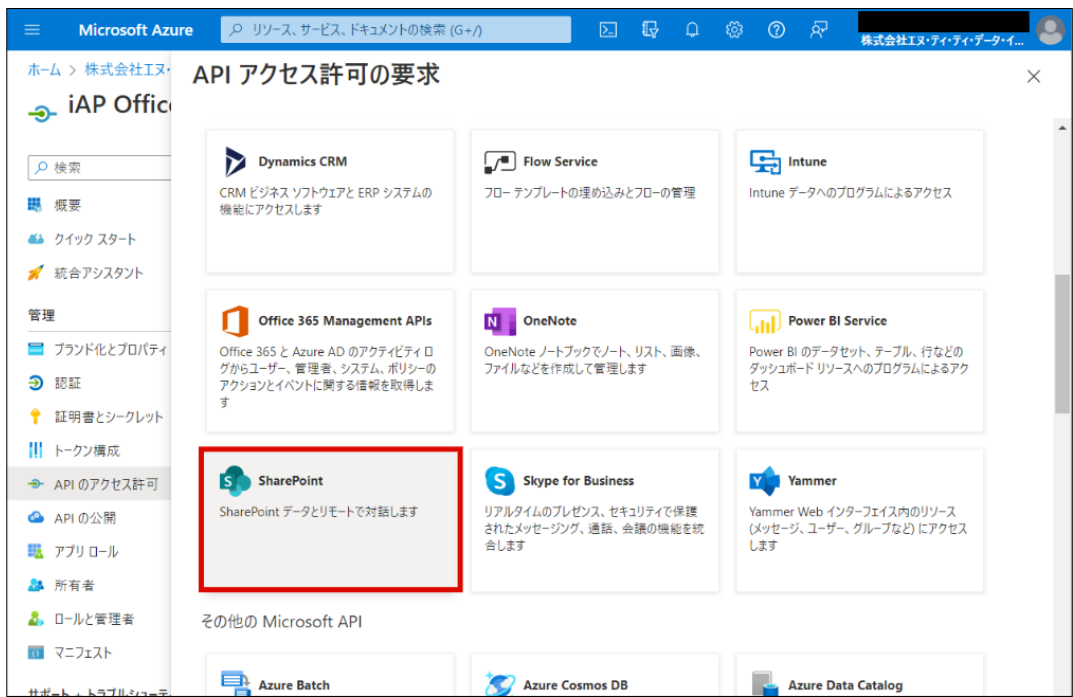 Microsoft Azure
リソース、サービス、ドキュメントの検索 (G+/)
株式会社エヌ・ティ・ティ・データ・イ...
ホーム > 株式会社エヌ・
iAP Offic
検索
概要
クイック スタート
統合アシスタント
管理
ブランド化とプロパティ
認証
証明書とシークレット
トークン構成
API のアクセス許可
API の公開
アプリ ロール
所有者
ロールと管理者
マニフェスト
サポート + トラブルシューテ
API アクセス許可の要求
Dynamics CRM
CRM ビジネス ソフトウェアと ERP システムの
機能にアクセスします
Flow Service
フロー テンプレートの埋め込みとフローの管理
Intune
Intune データへのプログラムによるアクセス
Office 365 Management APIs
Office 365 と Azure AD のアクティビティ ロ
グからユーザー、管理者、システム、ポリシーの
アクションとイベントに関する情報を取得しま
す
OneNote
OneNote ノートブックでノート、リスト、画像、
ファイルなどを作成して管理します
Power BI Service
Power BI のデータセット、テーブル、行などの
ダッシュボード リソースへのプログラムによるアク
セス
SharePoint
SharePoint データとリモートで対話します
Skype for Business
リアルタイムのプレゼンス、セキュリティで保護
されたメッセージング、通話、会議の機能を統
合します
Yammer
Yammer Web インターフェイス内のリソース
(メッセージ、ユーザー、グループなど) にアクセス
します
その他の Microsoft API
Azure Batch
Azure Cosmos DB
Azure Data Catalog